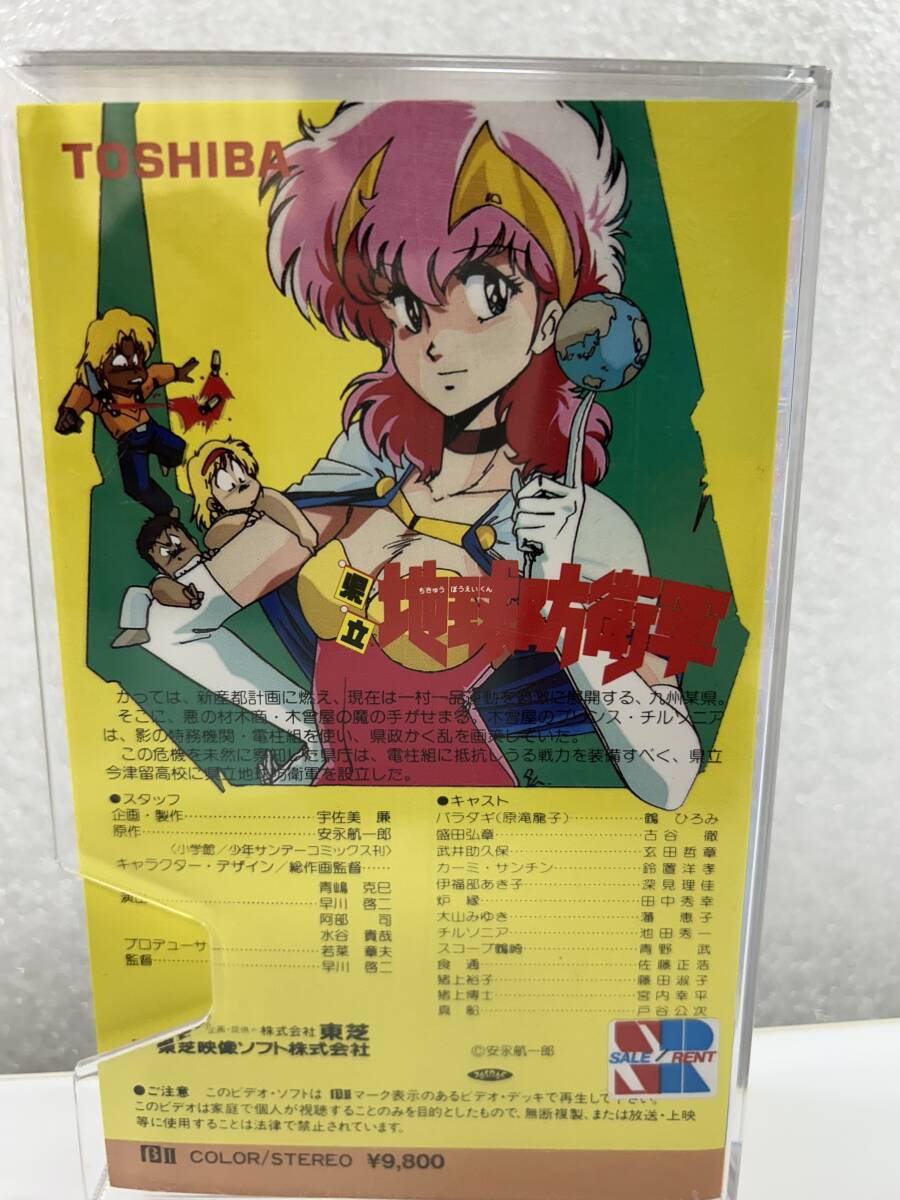 TOSHIBA
県立
ちきゅう ぼうえいぐん
地球防衛軍
かつては、新産都計画に燃え、現在は一村一品運動を過激に展開する、九州某県。
そこに、悪の材木商・木曾屋の魔の手がせまる。木曾屋のプリンス・チルソニア
は、影の特務機関・電柱組を使い、県政かく乱を画策していた。
この危機を未然に察知した県庁は、電柱組に抵抗しうる戦力を装備すべく、県立
今津留高校に県立地球防衛軍を設立した。
●スタッフ
企画・製作 宇佐美 廉
原作 安永航一郎
〈小学館/少年サンデーコミックス刊〉
キャラクター・デザイン/総作画監督
青嶋 克巳
演出 早川 啓二
阿部 司
水谷 貴哉
プロデューサー 若菜 章夫
監督 早川 啓二
●キャスト
バラダギ(原滝龍子) 鶴 ひろみ
盛田弘章 古谷 徹
武井助久保 玄田哲章
カーミ・サンチン 鈴置洋孝
伊福部あき子 深見理佳
炉 縁 田中秀幸
大山みゆき 藩 恵子
チルソニア 池田秀一
スコープ鶴崎 青野 武
食 通 佐藤正浩
猪上裕子 藤田淑子
猪上博士 宮内幸平
真 船 戸谷公次
企画・提供 株式会社 東芝
東芝映像ソフト株式会社
©安永航一郎
SALE/RENT
●ご注意 このビデオ・ソフトは βII マーク表示のあるビデオ・デッキで再生して下さい。
このビデオは家庭で個人が視聴することのみを目的としたもので、無断複製、または放送・上映
等に使用することは法律で禁止されています。
βII COLOR/STEREO ¥9,800